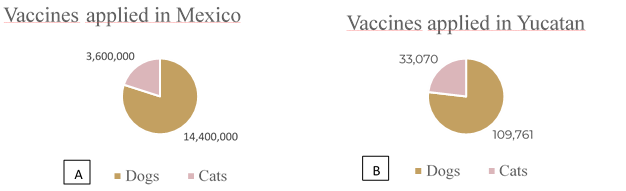 Vaccines applied in Mexico
3,600,000
14,400,000
A
Dogs
Cats
Vaccines applied in Yucatan
33,070
109,761
B
Dogs
Cats